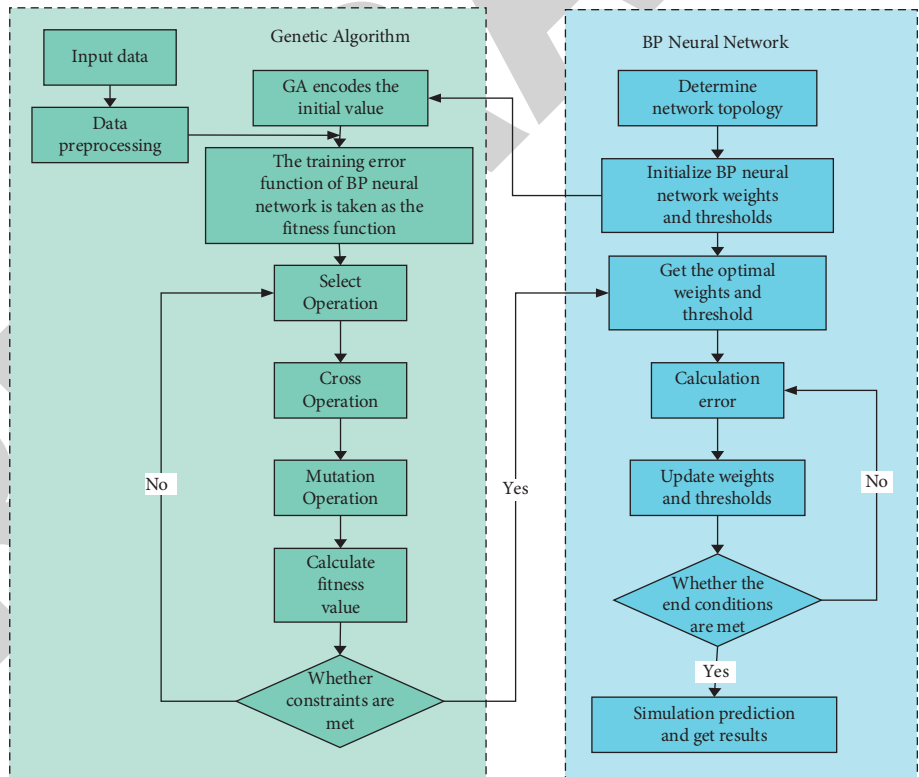 Genetic Algorithm
Input data
Data
preprocessing
GA encodes the
initial value
The training error
function of BP neural
network is taken as the
fitness function
Select
Operation
Cross
Operation
Mutation
Operation
Calculate
fitness
value
Whether
constraints are
met
No
Yes
BP Neural Network
Determine
network topology
Initialize BP neural
network weights
and thresholds
Get the optimal
weights and
threshold
Calculation
error
Update weights
and thresholds
No
Whether the
end conditions
are met
Yes
Simulation prediction
and get results